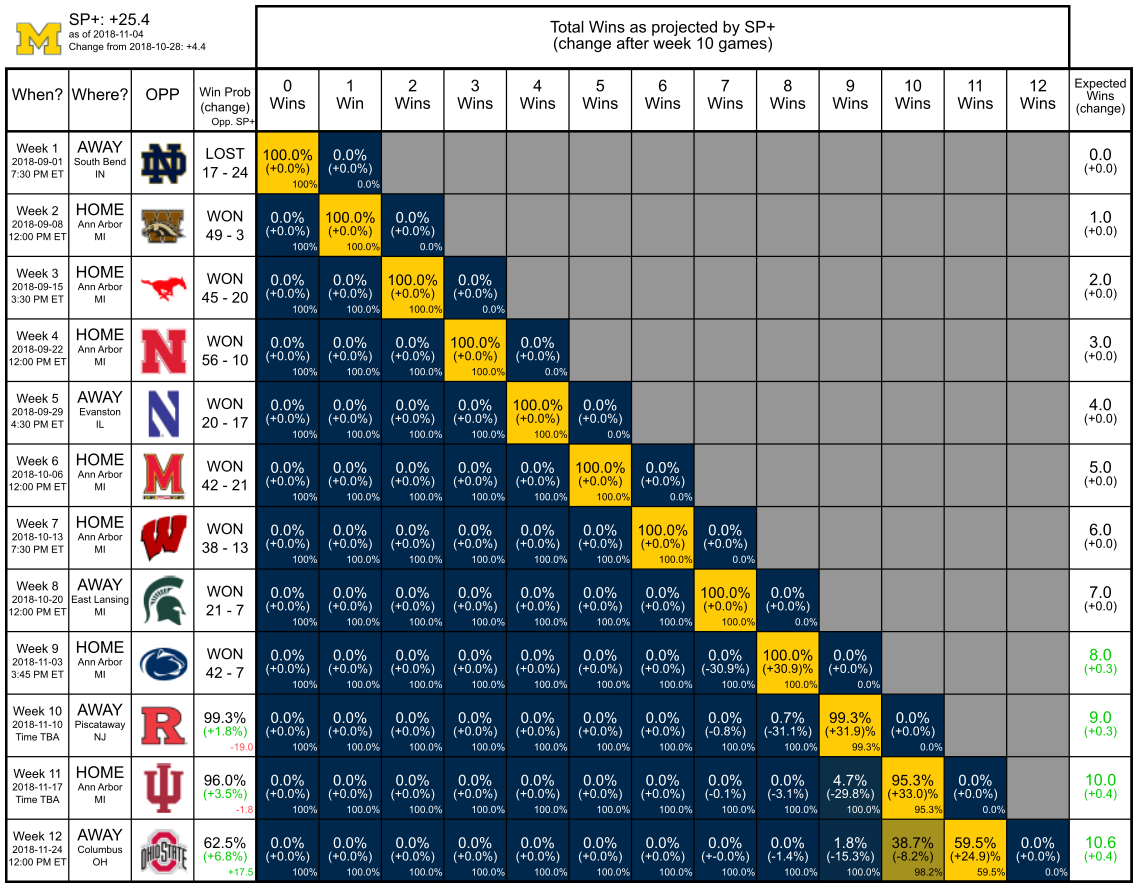 SP+: +25.4
as of 2018-11-04
Change from 2018-10-28: +4.4
Total Wins as projected by SP+
(change after week 10 games)
When? Where? OPP Win Prob (change) Opp. SP+ 0 Wins 1 Win 2 Wins 3 Wins 4 Wins 5 Wins 6 Wins 7 Wins 8 Wins 9 Wins 10 Wins 11 Wins 12 Wins Expected Wins (change)
Week 1 AWAY LOST 100.0% 0.0% 0.0
2018-09-01 South Bend ND (+0.0%) (+0.0%) (+0.0)
7:30 PM ET IN 17 - 24 100% 0.0%
Week 2 HOME WON 0.0% 100.0% 0.0% 1.0
2018-09-08 Ann Arbor W (+0.0%) (+0.0%) (+0.0%) (+0.0)
12:00 PM ET MI 49 - 3 100% 100.0% 0.0%
Week 3 HOME WON 0.0% 0.0% 100.0% 0.0% 2.0
2018-09-15 Ann Arbor (+0.0%) (+0.0%) (+0.0%) (+0.0%) (+0.0)
3:30 PM ET MI 45 - 20 100% 100.0% 100.0% 0.0%
Week 4 HOME WON 0.0% 0.0% 0.0% 100.0% 0.0% 3.0
2018-09-22 Ann Arbor N (+0.0%) (+0.0%) (+0.0%) (+0.0%) (+0.0%) (+0.0)
12:00 PM ET MI 56 - 10 100% 100.0% 100.0% 100.0% 0.0%
Week 5 AWAY WON 0.0% 0.0% 0.0% 0.0% 100.0% 0.0% 4.0
2018-09-29 Evanston N (+0.0%) (+0.0%) (+0.0%) (+0.0%) (+0.0%) (+0.0%) (+0.0)
4:30 PM ET IL 20 - 17 100% 100.0% 100.0% 100.0% 100.0% 0.0%
Week 6 HOME WON 0.0% 0.0% 0.0% 0.0% 0.0% 100.0% 0.0% 5.0
2018-10-06 Ann Arbor M (+0.0%) (+0.0%) (+0.0%) (+0.0%) (+0.0%) (+0.0%) (+0.0%) (+0.0)
12:00 PM ET MI 42 - 21 100% 100.0% 100.0% 100.0% 100.0% 100.0% 0.0%
Week 7 HOME WON 0.0% 0.0% 0.0% 0.0% 0.0% 0.0% 100.0% 0.0% 6.0
2018-10-13 Ann Arbor W (+0.0%) (+0.0%) (+0.0%) (+0.0%) (+0.0%) (+0.0%) (+0.0%) (+0.0%) (+0.0)
7:30 PM ET MI 38 - 13 100% 100.0% 100.0% 100.0% 100.0% 100.0% 100.0% 0.0%
Week 8 AWAY WON 0.0% 0.0% 0.0% 0.0% 0.0% 0.0% 0.0% 100.0% 0.0% 7.0
2018-10-20 East Lansing (+0.0%) (+0.0%) (+0.0%) (+0.0%) (+0.0%) (+0.0%) (+0.0%) (+0.0%) (+0.0%) (+0.0)
12:00 PM ET MI 21 - 7 100% 100.0% 100.0% 100.0% 100.0% 100.0% 100.0% 100.0% 0.0%
Week 9 HOME WON 0.0% 0.0% 0.0% 0.0% 0.0% 0.0% 0.0% 0.0% 100.0% 0.0% 8.0
2018-11-03 Ann Arbor (+0.0%) (+0.0%) (+0.0%) (+0.0%) (+0.0%) (+0.0%) (+0.0%) (-30.9%) (+30.9)% (+0.0%) (+0.3)
3:45 PM ET MI 42 - 7 100% 100.0% 100.0% 100.0% 100.0% 100.0% 100.0% 100.0% 100.0% 0.0%
Week 10 AWAY 99.3% 0.0% 0.0% 0.0% 0.0% 0.0% 0.0% 0.0% 0.0% 0.7% 99.3% 0.0% 9.0
2018-11-10 Piscataway R (+1.8%) (+0.0%) (+0.0%) (+0.0%) (+0.0%) (+0.0%) (+0.0%) (+0.0%) (-0.8%) (-31.1%) (+31.9)% (+0.0%) (+0.3)
Time TBA NJ -19.0 100% 100.0% 100.0% 100.0% 100.0% 100.0% 100.0% 100.0% 100.0% 99.3% 0.0%
Week 11 HOME 96.0% 0.0% 0.0% 0.0% 0.0% 0.0% 0.0% 0.0% 0.0% 0.0% 4.7% 95.3% 0.0% 10.0
2018-11-17 Ann Arbor (+3.5%) (+0.0%) (+0.0%) (+0.0%) (+0.0%) (+0.0%) (+0.0%) (+0.0%) (-0.1%) (-3.1%) (-29.8%) (+33.0)% (+0.0%) (+0.4)
Time TBA MI -1.8 100% 100.0% 100.0% 100.0% 100.0% 100.0% 100.0% 100.0% 100.0% 100.0% 95.3% 0.0%
Week 12 AWAY 62.5% 0.0% 0.0% 0.0% 0.0% 0.0% 0.0% 0.0% 0.0% 0.0% 1.8% 38.7% 59.5% 0.0% 10.6
2018-11-24 Columbus OHIO STATE (+6.8%) (+0.0%) (+0.0%) (+0.0%) (+0.0%) (+0.0%) (+0.0%) (+0.0%) (+-0.0%) (-1.4%) (-15.3%) (-8.2%) (+24.9)% (+0.0%) (+0.4)
12:00 PM ET OH +17.5 100% 100.0% 100.0% 100.0% 100.0% 100.0% 100.0% 100.0% 100.0% 100.0% 98.2% 59.5% 0.0%